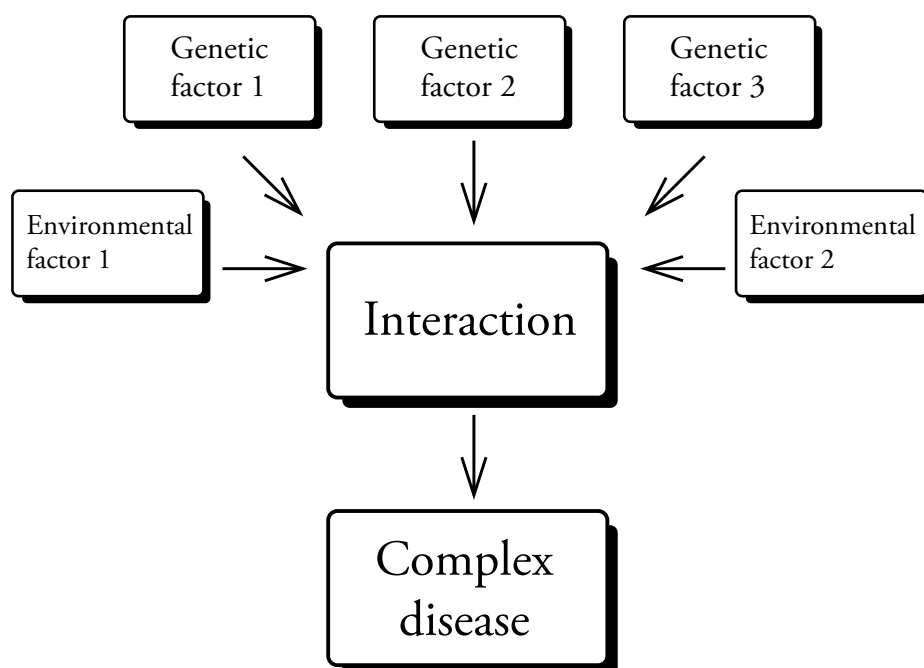 Genetic
factor 1
Genetic
factor 2
Genetic
factor 3
Environmental
factor 1
Environmental
factor 2
Interaction
Complex
disease